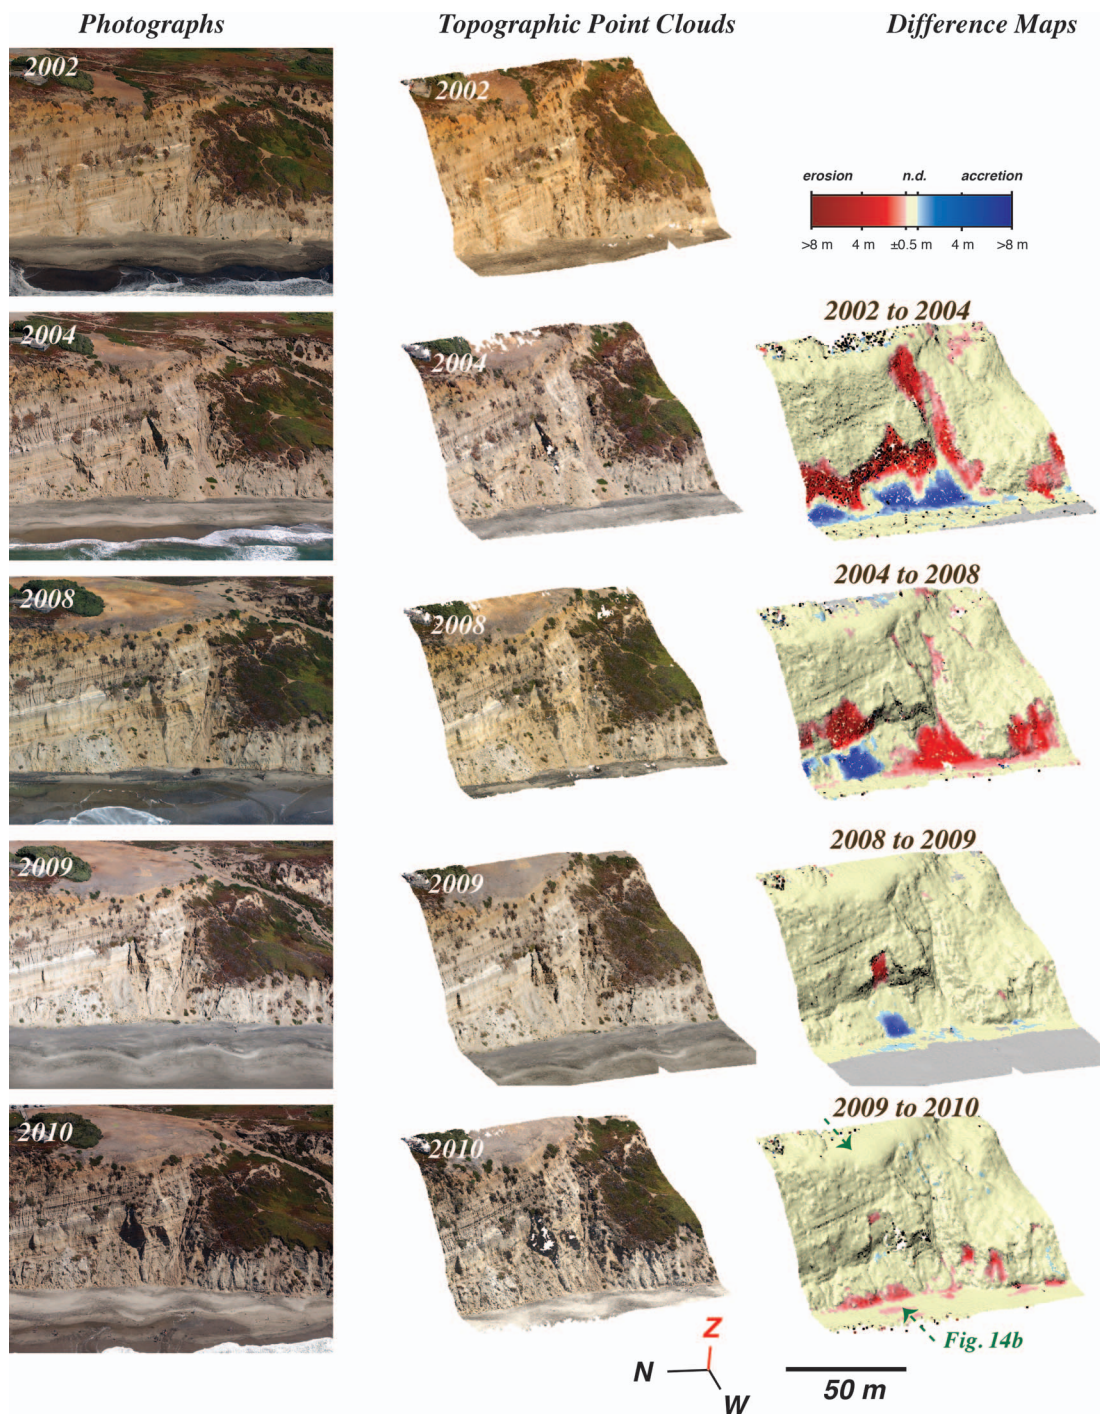 Photographs Topographic Point Clouds Difference Maps
2002 2002
erosion n.d. accretion
>8 m 4 m ±0.5 m 4 m >8 m
2002 to 2004
2004 2004
2004 to 2008
2008 2008
2008 to 2009
2009 2009
2009 to 2010
2010 2010
Fig. 14b
Z
N
W
50 m